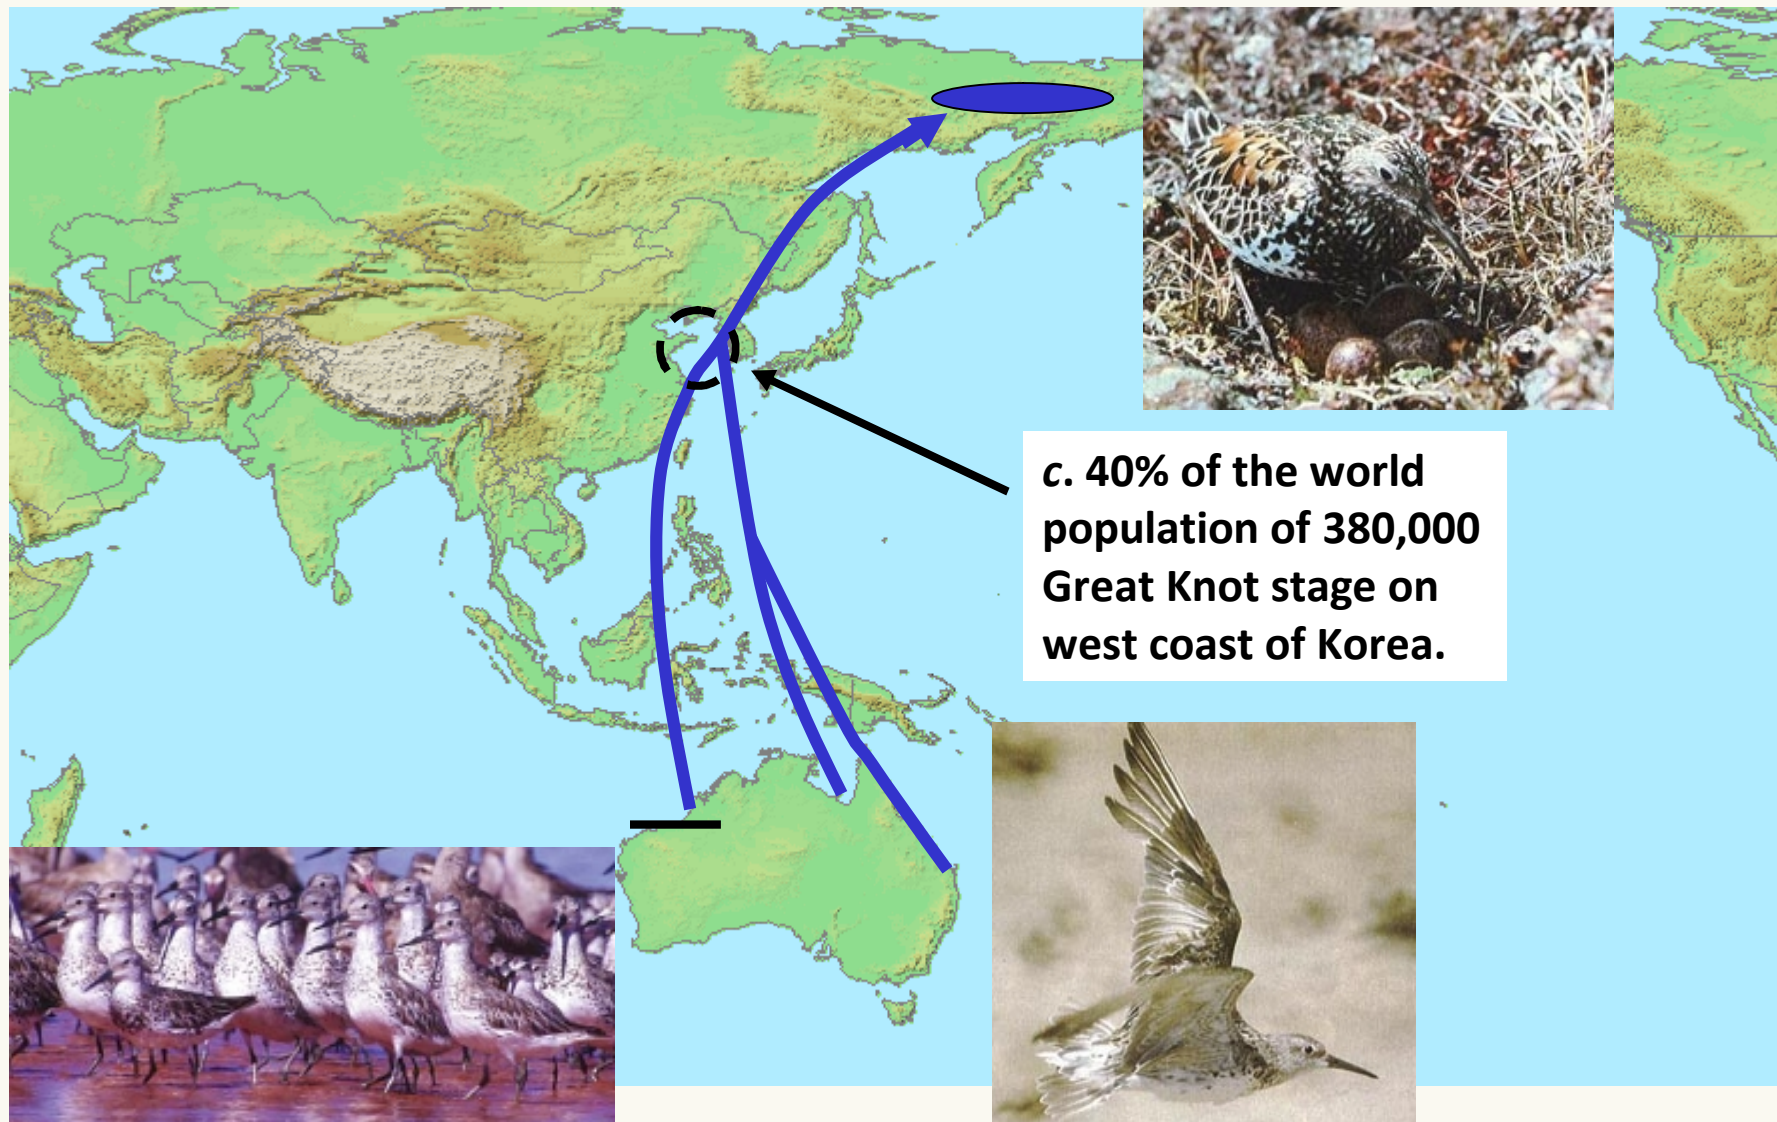 c. 40% of the world
population of 380,000
Great Knot stage on
west coast of Korea.